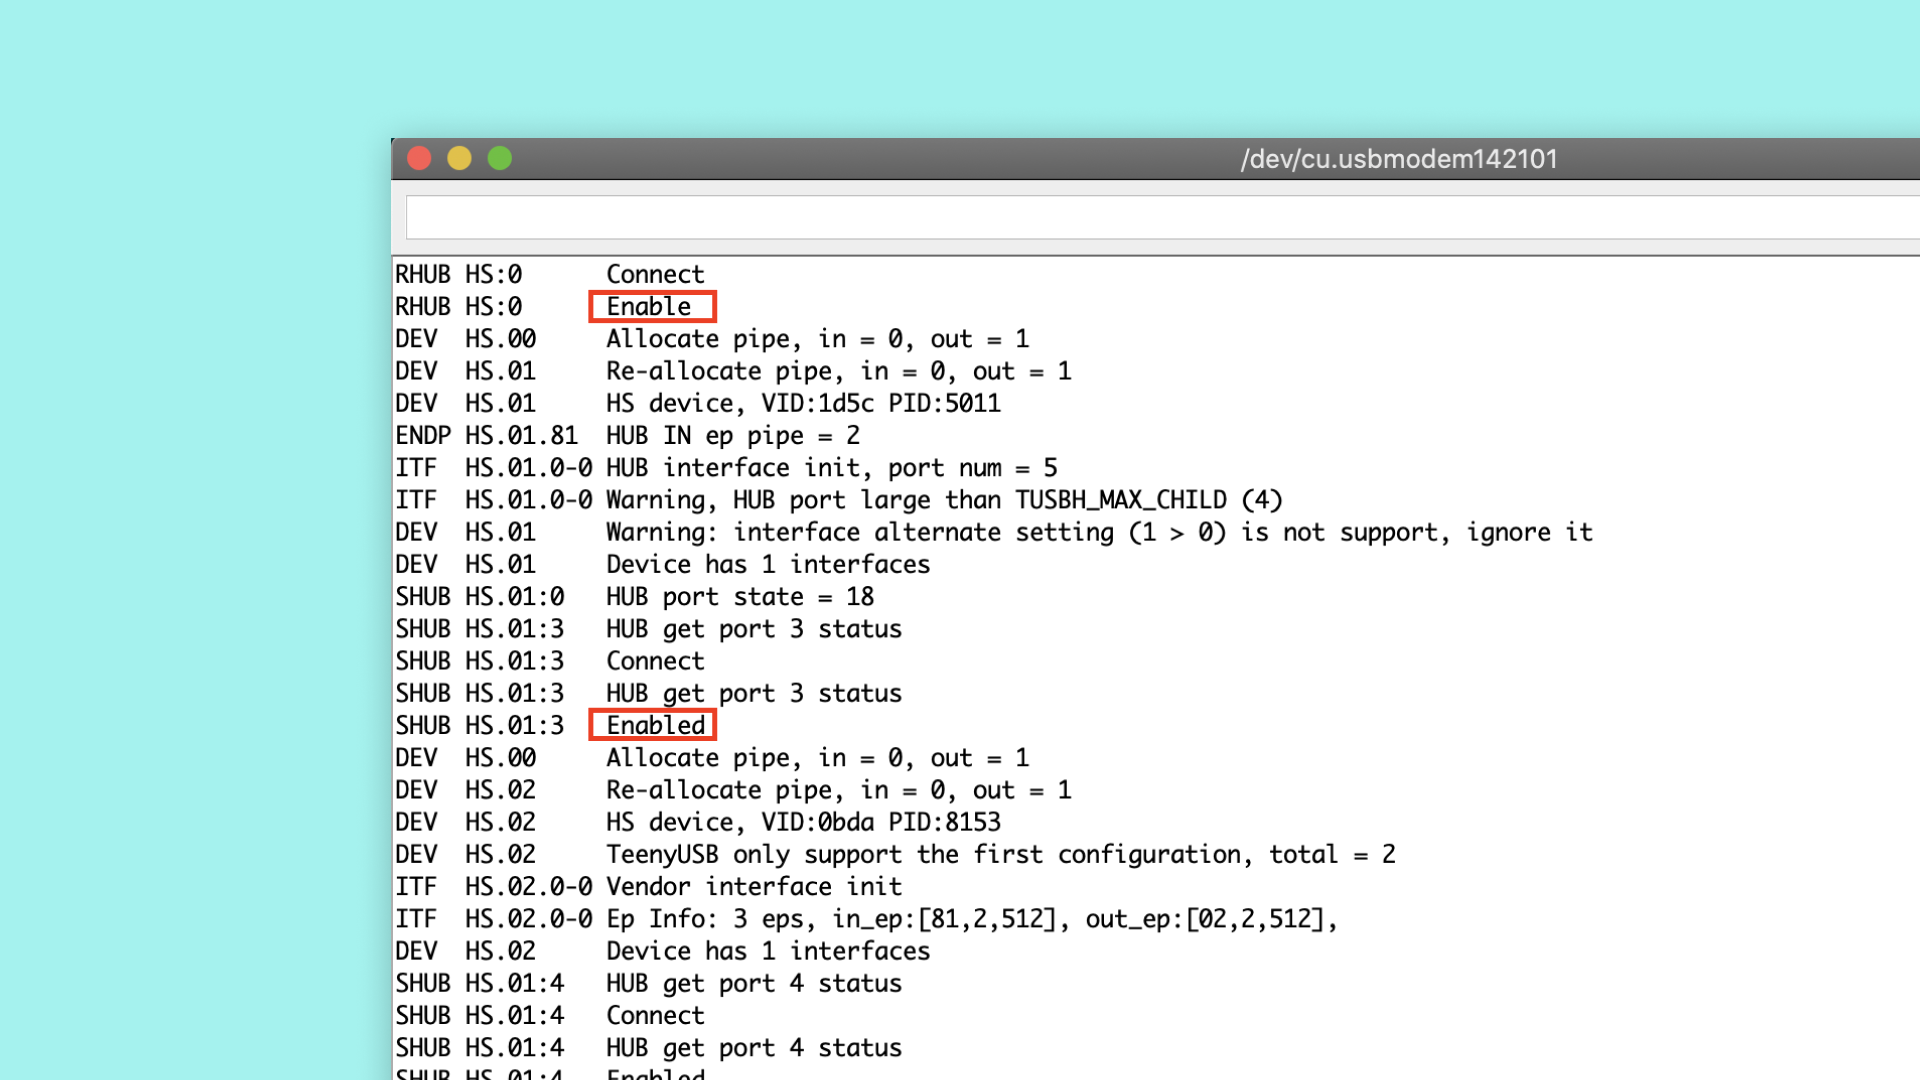 /dev/cu.usbmodem142101
RHUB HS:0 Connect
RHUB HS:0 Enable
DEV HS.00 Allocate pipe, in = 0, out = 1
DEV HS.01 Re-allocate pipe, in = 0, out = 1
DEV HS.01 HS device, VID:1d5c PID:5011
ENDP HS.01.81 HUB IN ep pipe = 2
ITF HS.01.0-0 HUB interface init, port num = 5
ITF HS.01.0-0 Warning, HUB port large than TUSBH_MAX_CHILD (4)
DEV HS.01 Warning: interface alternate setting (1 > 0) is not support, ignore it
DEV HS.01 Device has 1 interfaces
SHUB HS.01:0 HUB port state = 18
SHUB HS.01:3 HUB get port 3 status
SHUB HS.01:3 Connect
SHUB HS.01:3 HUB get port 3 status
SHUB HS.01:3 Enabled
DEV HS.00 Allocate pipe, in = 0, out = 1
DEV HS.02 Re-allocate pipe, in = 0, out = 1
DEV HS.02 HS device, VID:0bda PID:8153
DEV HS.02 TeenyUSB only support the first configuration, total = 2
ITF HS.02.0-0 Vendor interface init
ITF HS.02.0-0 Ep Info: 3 eps, in_ep:[81,2,512], out_ep:[02,2,512],
DEV HS.02 Device has 1 interfaces
SHUB HS.01:4 HUB get port 4 status
SHUB HS.01:4 Connect
SHUB HS.01:4 HUB get port 4 status
SHUB HS.01:4 Enabled